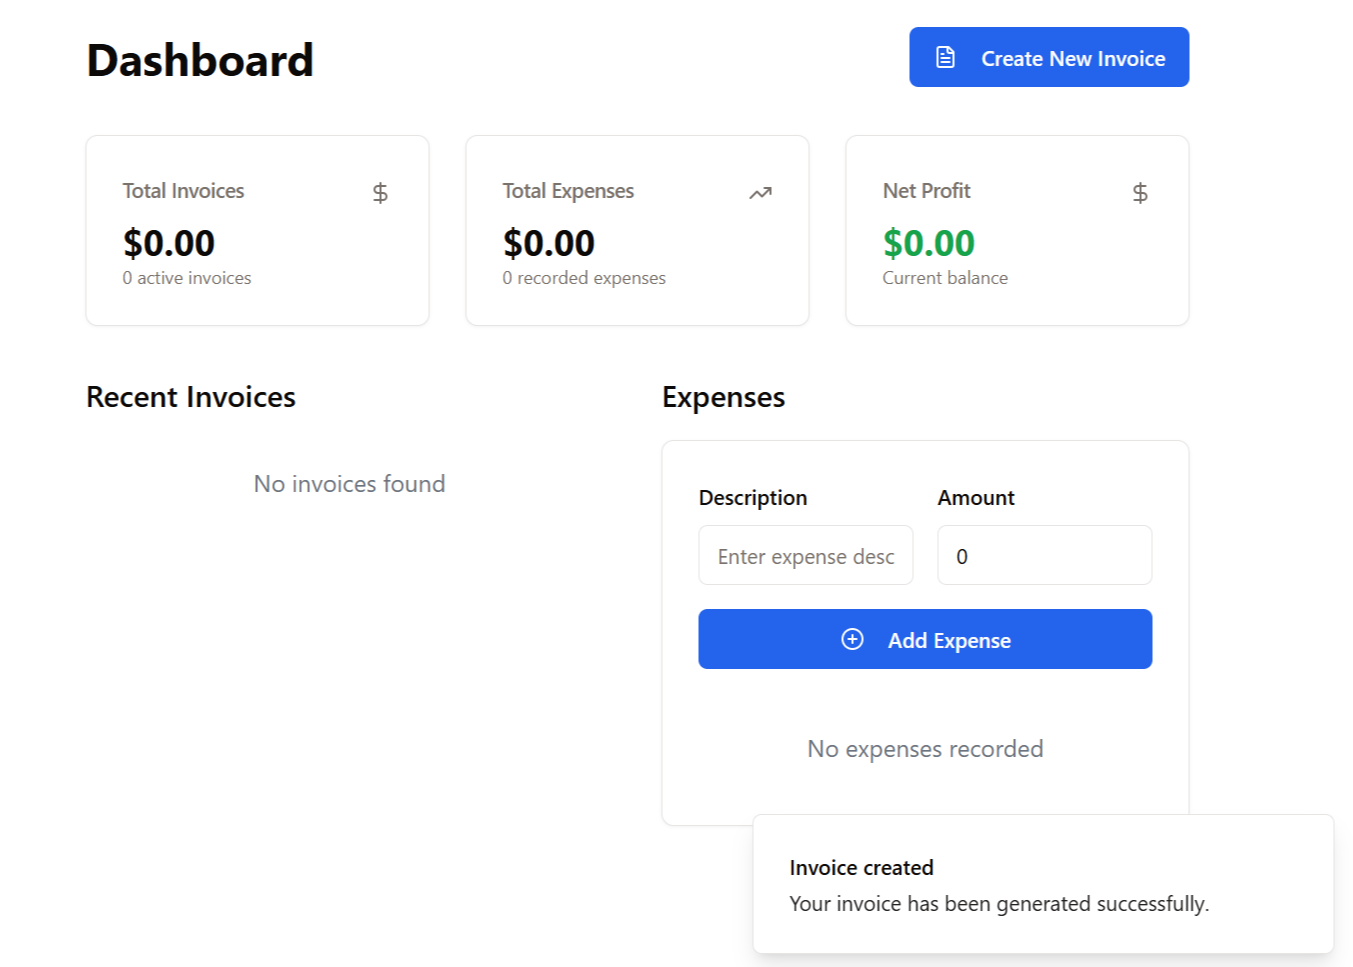 Dashboard
Create New Invoice
Total Invoices
$0.00
0 active invoices
Total Expenses
$0.00
0 recorded expenses
Net Profit
$0.00
Current balance
Recent Invoices
No invoices found
Expenses
Description
Amount
Enter expense desc
0
Add Expense
No expenses recorded
Invoice created
Your invoice has been generated successfully.